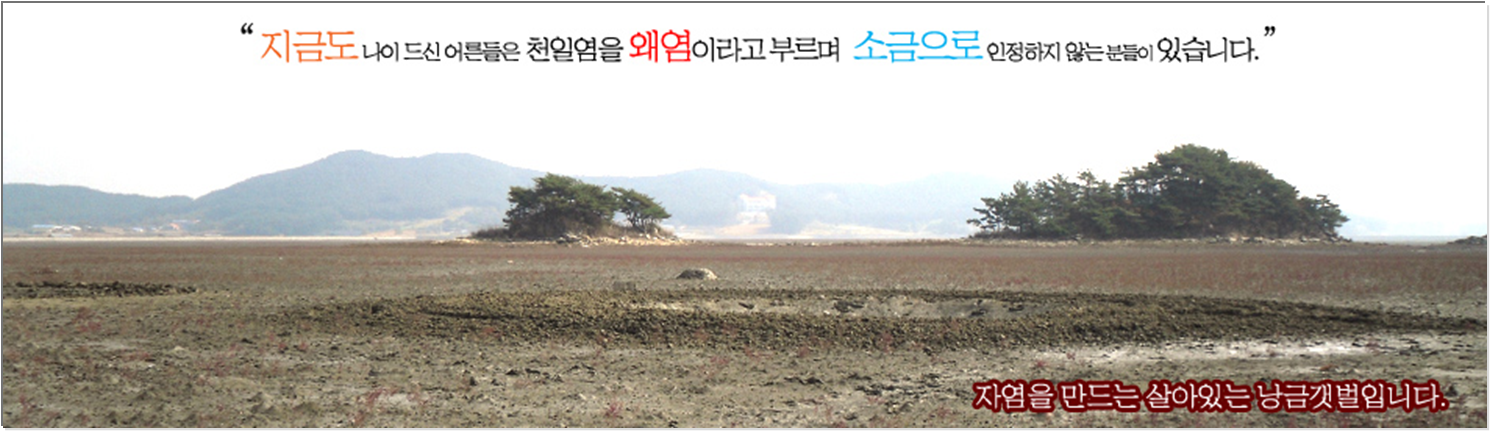 “ 지금도 나이 드신 어른들은 천일염을 왜염이라고 부르며 소금으로 인정하지 않는 분들이 있습니다.”
자염을 만드는 살아있는 낭금갯벌입니다.